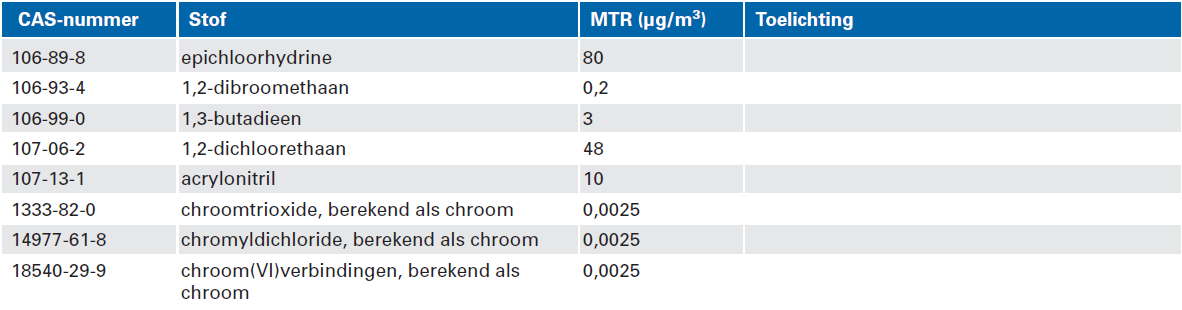 CAS-nummer Stof MTR (µg/m³) Toelichting
106-89-8 epichloorhydrine 80
106-93-4 1,2-dibroomethaan 0,2
106-99-0 1,3-butadieen 3
107-06-2 1,2-dichloorethaan 48
107-13-1 acrylonitril 10
1333-82-0 chroomtrioxide, berekend als chroom 0,0025
14977-61-8 chromyldichloride, berekend als chroom 0,0025
18540-29-9 chroom(VI)verbindingen, berekend als 0,0025
chroom